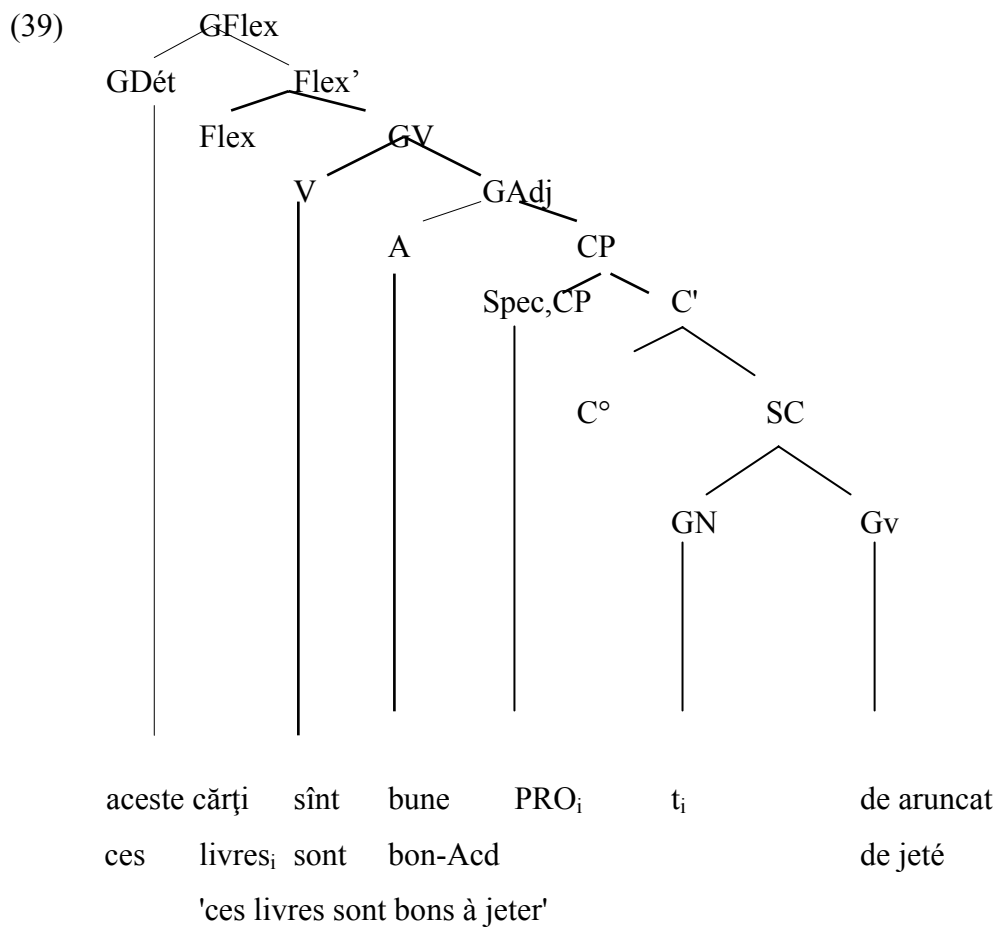 (39) GFlex
GDét Flex’
Flex GV
V GAdj
A CP
Spec,CP C'
C° SC
GN Gv
aceste cărţi sînt bune PROi ti de aruncat
ces livresi sont bon-Acd de jeté
'ces livres sont bons à jeter'